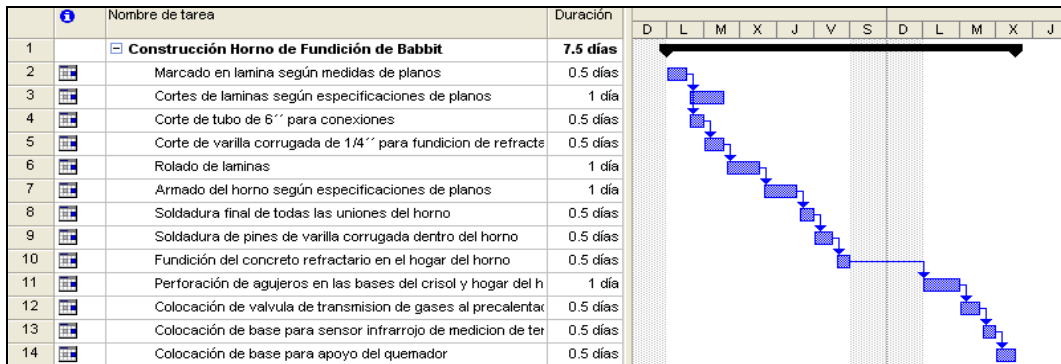 Nombre de tarea Duración D L M X J V S D L M X J
1 Construcción Horno de Fundición de Babbit 7.5 días
2 Marcado en lamina según medidas de planos 0.5 días
3 Cortes de laminas según especificaciones de planos 1 día
4 Corte de tubo de 6´´ para conexiones 0.5 días
5 Corte de varilla corrugada de 1/4´´ para fundicion de refracta 0.5 días
6 Rolado de laminas 1 día
7 Armado del horno según especificaciones de planos 1 día
8 Soldadura final de todas las uniones del horno 0.5 días
9 Soldadura de pines de varilla corrugada dentro del horno 0.5 días
10 Fundición del concreto refractario en el hogar del horno 0.5 días
11 Perforación de agujeros en las bases del crisol y hogar del h 1 día
12 Colocación de valvula de transmision de gases al precalentac 0.5 días
13 Colocación de base para sensor infrarrojo de medicion de ter 0.5 días
14 Colocación de base para apoyo del quemador 0.5 días